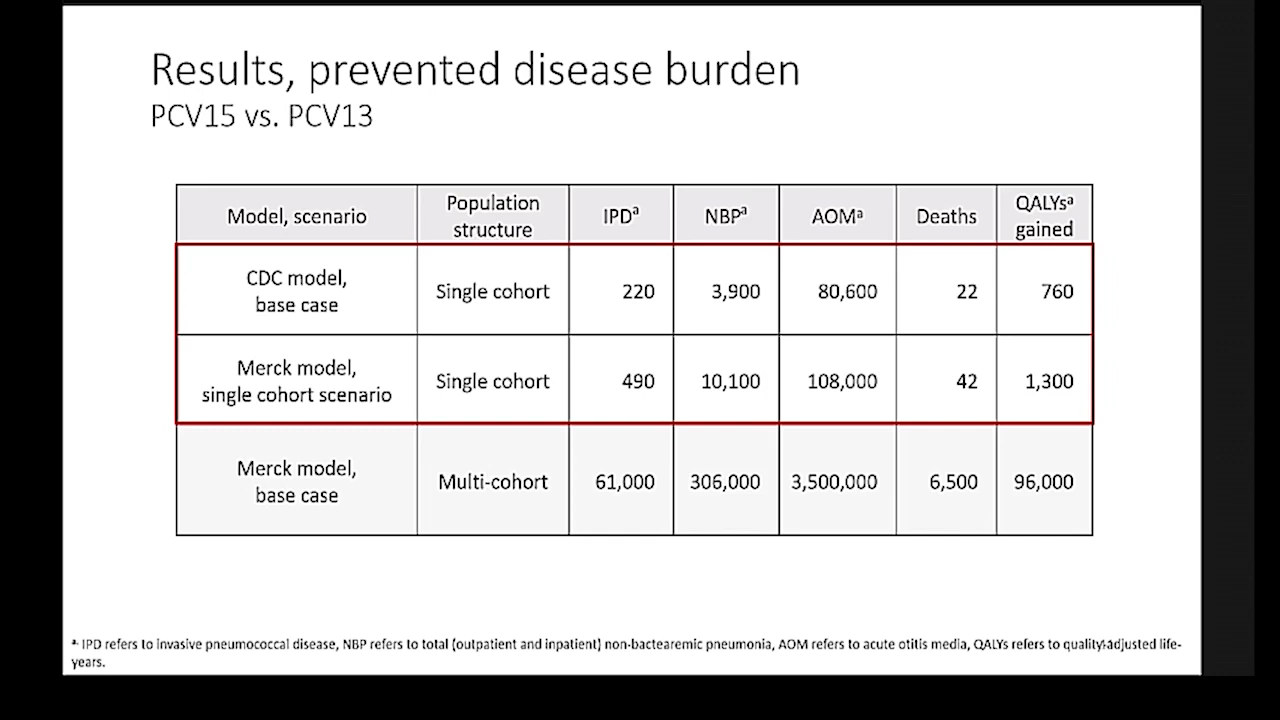 Results, prevented disease burden
PCV15 vs. PCV13
Model, scenario
Population
structure
IPDᵃ
NBPᵃ
AOMᵃ
Deaths
QALYsᵃ
gained
CDC model,
base case
Single cohort
220
3,900
80,600
22
760
Merck model,
single cohort scenario
Single cohort
490
10,100
108,000
42
1,300
Merck model,
base case
Multi-cohort
61,000
306,000
3,500,000
6,500
96,000
ᵃ· IPD refers to invasive pneumococcal disease, NBP refers to total (outpatient and inpatient) non-bactearemic pneumonia, AOM refers to acute otitis media, QALYs refers to quality-adjusted life-
years.